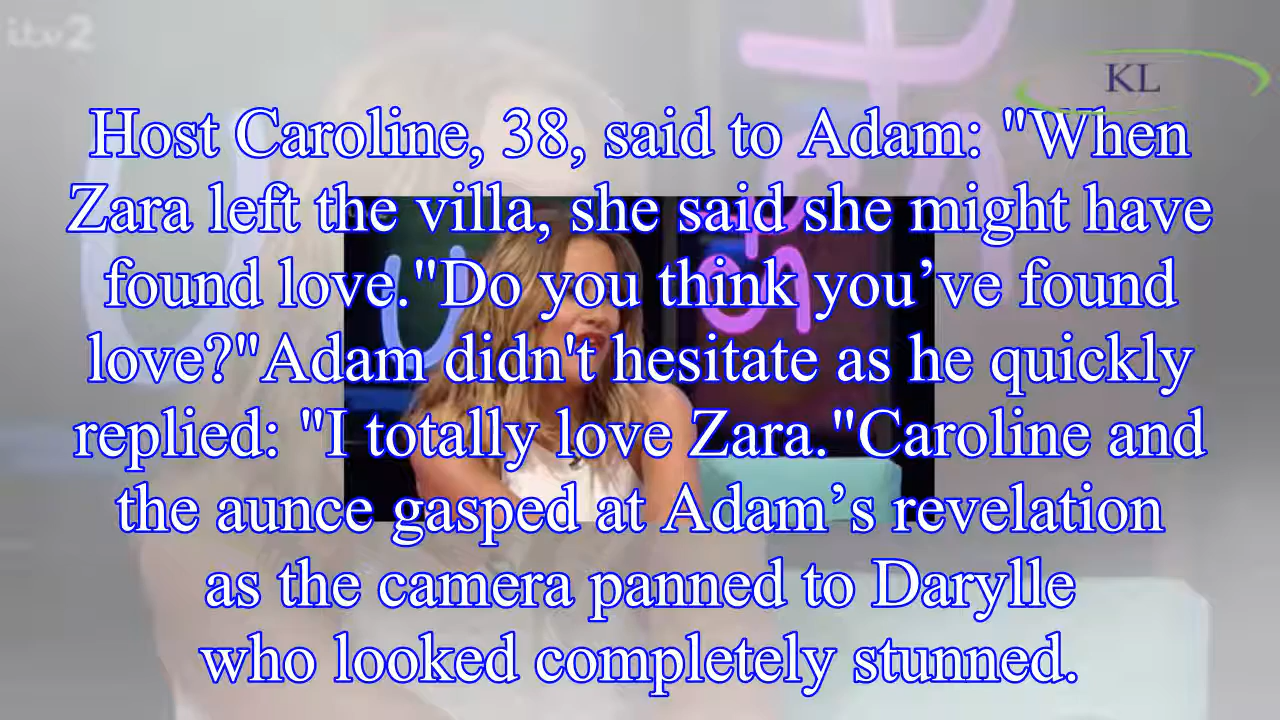 itv2
KL
Host Caroline, 38, said to Adam: "When
Zara left the villa, she said she might have
found love."Do you think you’ve found
love?"Adam didn't hesitate as he quickly
replied: "I totally love Zara."Caroline and
the aunce gasped at Adam’s revelation
as the camera panned to Darylle
who looked completely stunned.